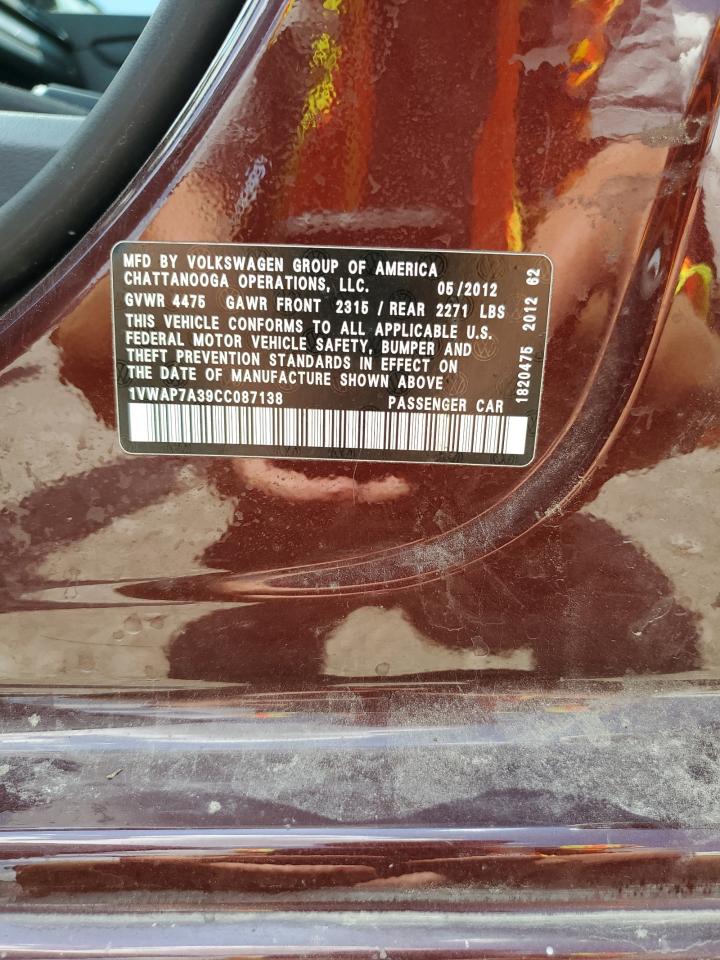 MFD BY VOLKSWAGEN GROUP OF AMERICA
CHATTANOOGA OPERATIONS, LLC. 05/2012
GVWR 4475 GAWR FRONT 2315 / REAR 2271 LBS
THIS VEHICLE CONFORMS TO ALL APPLICABLE U.S.
FEDERAL MOTOR VEHICLE SAFETY, BUMPER AND
THEFT PREVENTION STANDARDS IN EFFECT ON
THE DATE OF MANUFACTURE SHOWN ABOVE
1VWAP7A39CC087138 PASSENGER CAR
1820475 2012 62